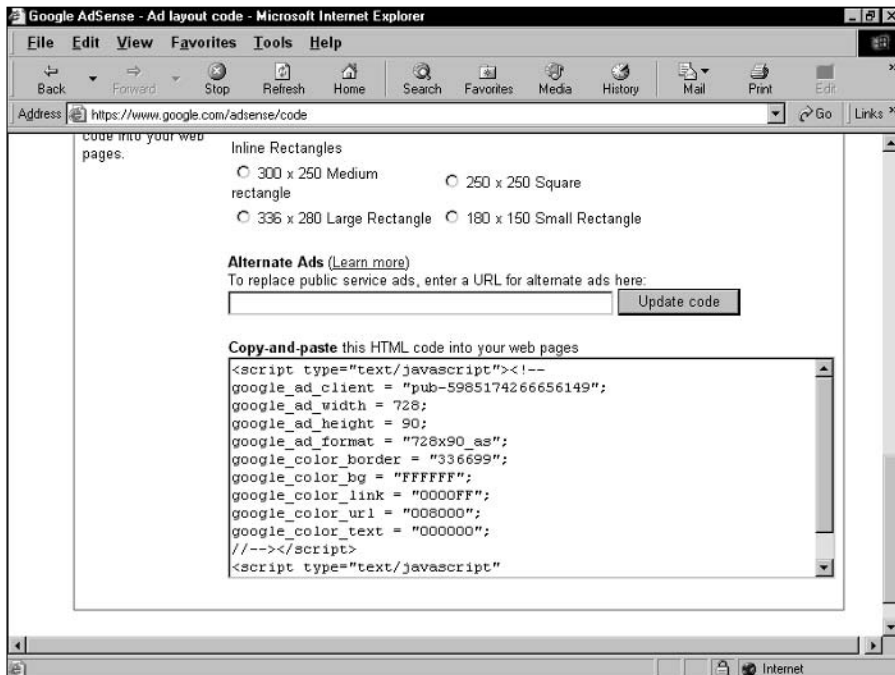 Google AdSense - Ad layout code - Microsoft Internet Explorer
File Edit View Favorites Tools Help
Back Forward Stop Refresh Home Search Favorites Media History Mail Print Edit
Address https://www.google.com/adsense/code Go Links
code into your web
pages.
Inline Rectangles
300 x 250 Medium
rectangle
250 x 250 Square
336 x 280 Large Rectangle 180 x 150 Small Rectangle
Alternate Ads (Learn more)
To replace public service ads, enter a URL for alternate ads here:
Update code
Copy-and-paste this HTML code into your web pages
<script type="text/javascript"><!--
google_ad_client = "pub-5985174266656149";
google_ad_width = 728;
google_ad_height = 90;
google_ad_format = "728x90_as";
google_color_border = "336699";
google_color_bg = "FFFFFF";
google_color_link = "0000FF";
google_color_url = "008000";
google_color_text = "000000";
//--></script>
<script type="text/javascript"
Internet